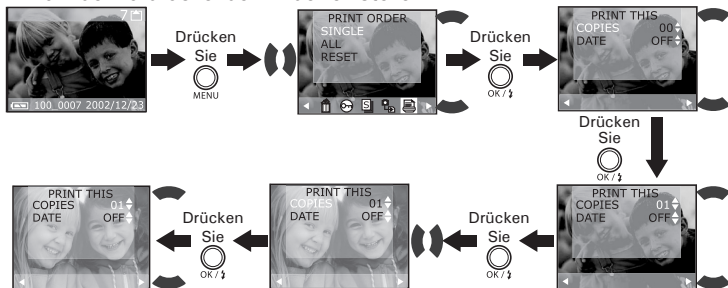 7
100_0007 2002/12/23
Drücken
Sie
MENU
PRINT ORDER
SINGLE
ALL
RESET
Drücken
Sie
OK /
PRINT THIS
COPIES 00
DATE OFF
Drücken
Sie
OK /
PRINT THIS
COPIES 01
DATE OFF
Drücken
Sie
OK /
PRINT THIS
COPIES 01
DATE OFF
Drücken
Sie
OK /
PRINT THIS
COPIES 01
DATE OFF